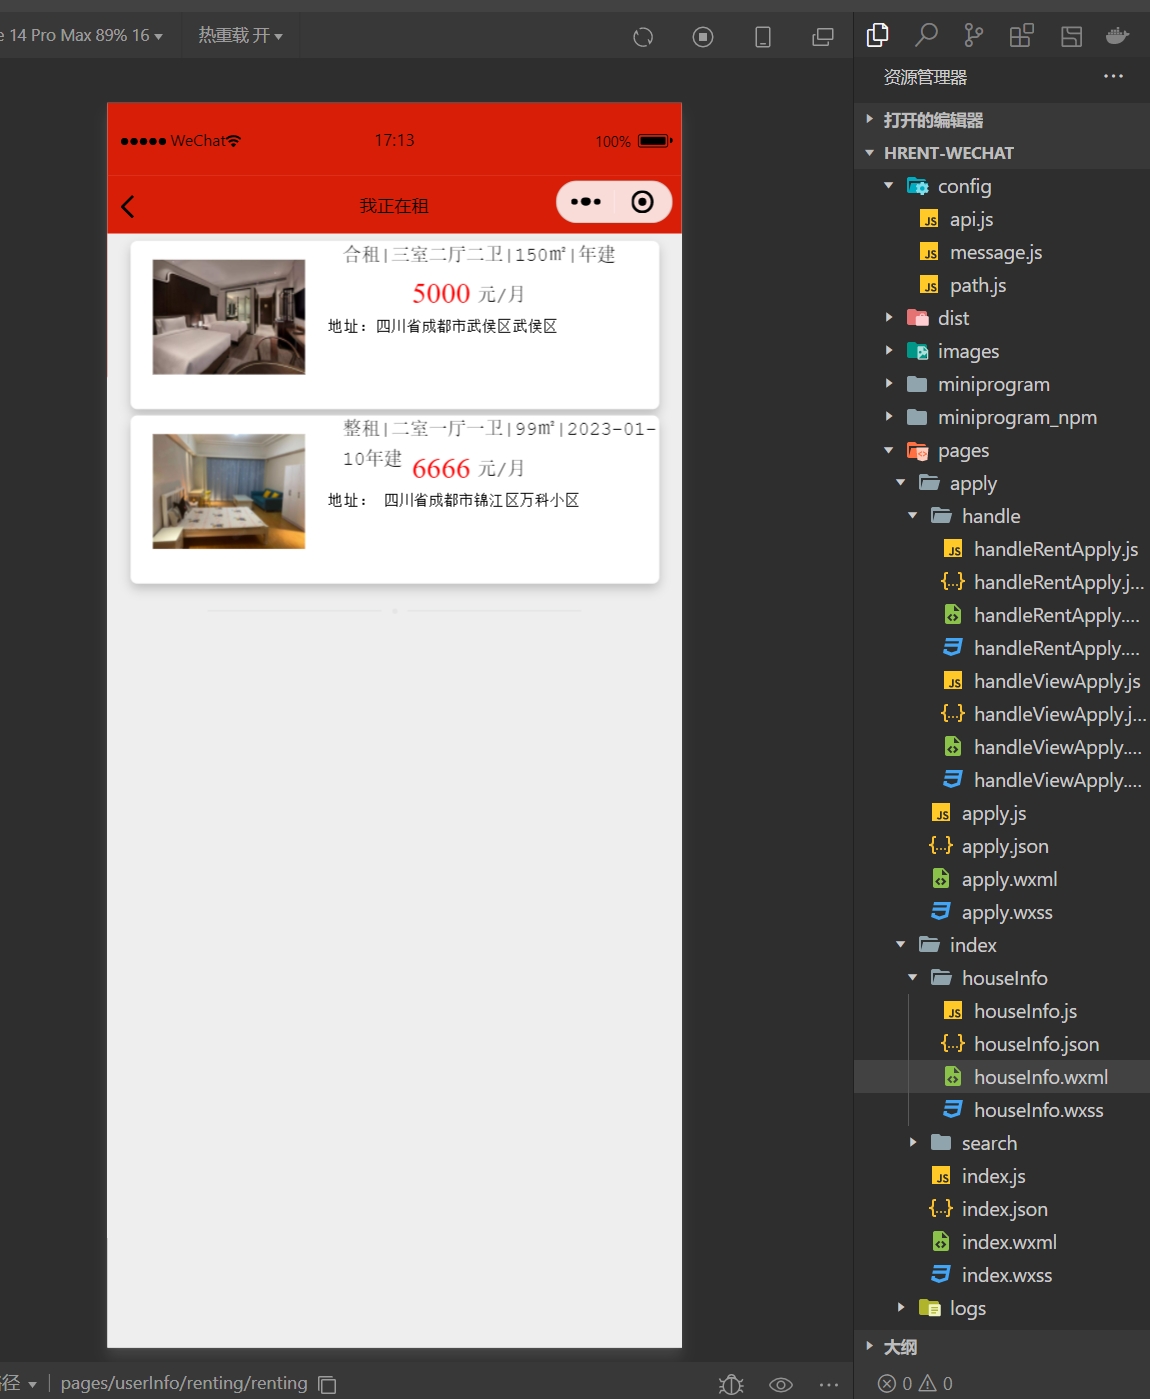 e 14 Pro Max 89% 16
热重载 开
WeChat
17:13
100%
我正在租
合租|三室二厅二卫|150㎡|年建
5000 元/月
地址：四川省成都市武侯区武侯区
整租|二室一厅一卫|99㎡|2023-01-
10年建
6666 元/月
地址： 四川省成都市锦江区万科小区
资源管理器
打开的编辑器
HRENT-WECHAT
config
JS api.js
JS message.js
JS path.js
dist
images
miniprogram
miniprogram_npm
pages
apply
handle
JS handleRentApply.js
{..} handleRentApply.j...
handleRentApply....
handleRentApply....
JS handleViewApply.js
{..} handleViewApply.j...
handleViewApply....
handleViewApply....
JS apply.js
{..} apply.json
apply.wxml
apply.wxss
index
houseInfo
JS houseInfo.js
{..} houseInfo.json
houseInfo.wxml
houseInfo.wxss
search
JS index.js
{..} index.json
index.wxml
index.wxss
logs
大纲
径
pages/userInfo/renting/renting
0
0